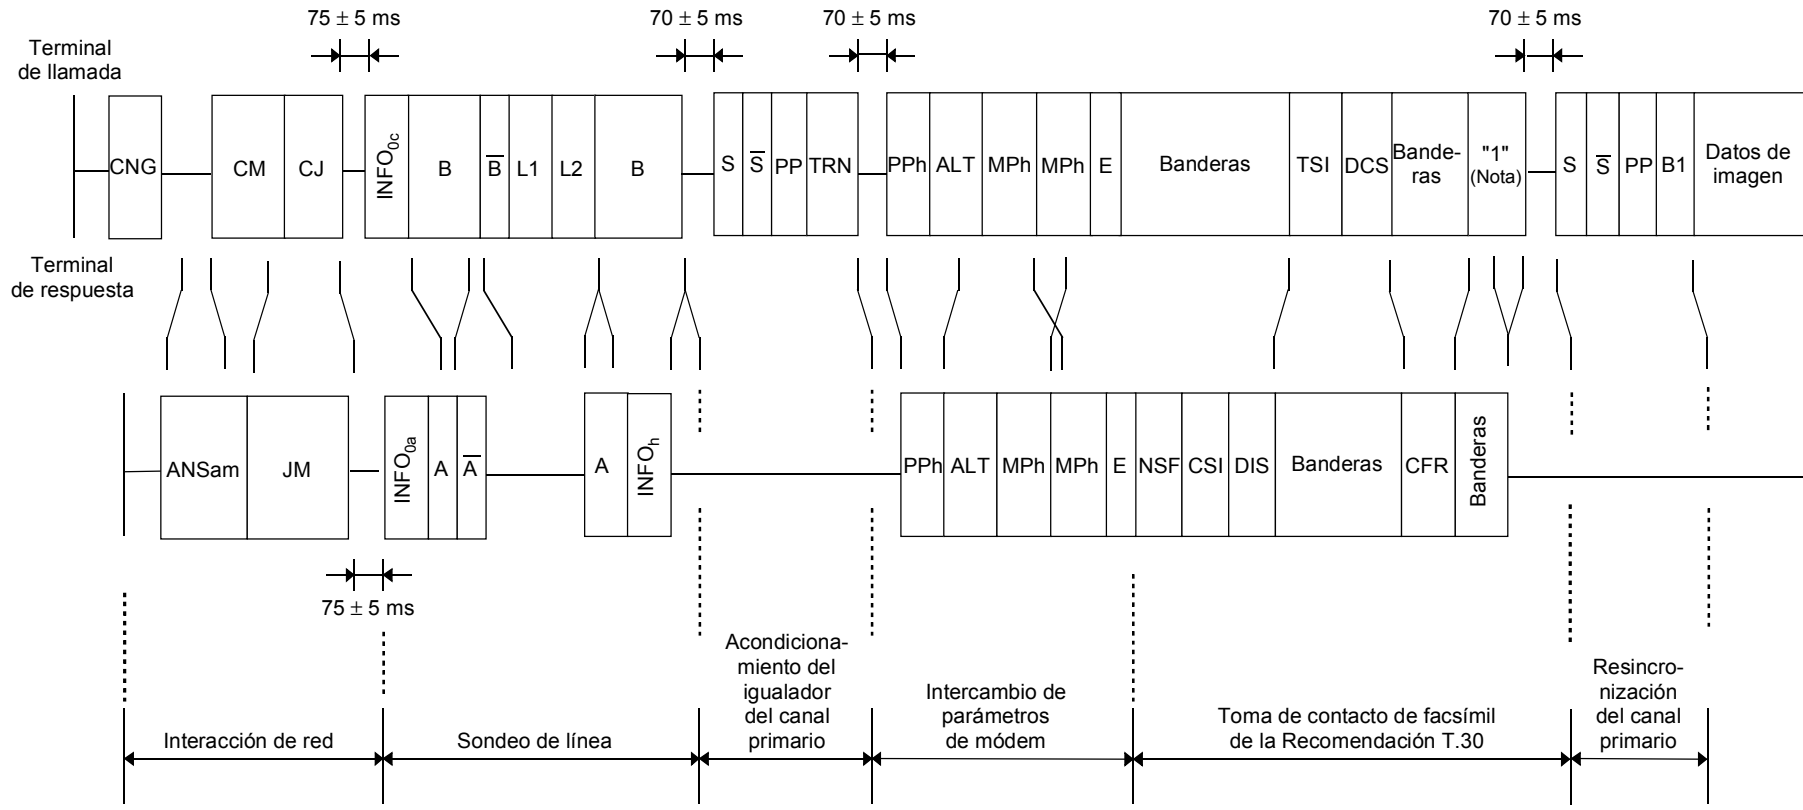 75 ± 5 ms
70 ± 5 ms
70 ± 5 ms
70 ± 5 ms
Terminal
de llamada
CNG
CM
CJ
INFO0c
B
B̅
L1
L2
B
S
S̅
PP
TRN
PPh
ALT
MPh
MPh
E
Banderas
TSI
DCS
Bande-
ras
"1"
(Nota)
S
S̅
PP
B1
Datos de
imagen
Terminal
de respuesta
ANSam
JM
INFO0a
A
A̅
A
INFOh
PPh
ALT
MPh
MPh
E
NSF
CSI
DIS
Banderas
CFR
Banderas
75 ± 5 ms
Interacción de red
Sondeo de línea
Acondiciona-
miento del
igualador
del canal
primario
Intercambio de
parámetros
de módem
Toma de contacto de facsímil
de la Recomendación T.30
Resincro-
nización
del canal
primario